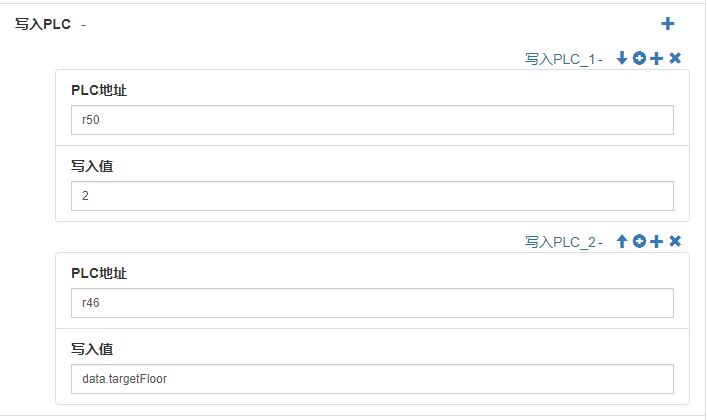 写入PLC -
写入PLC_1 -
PLC地址
r50
写入值
2
写入PLC_2 -
PLC地址
r46
写入值
data.targetFloor